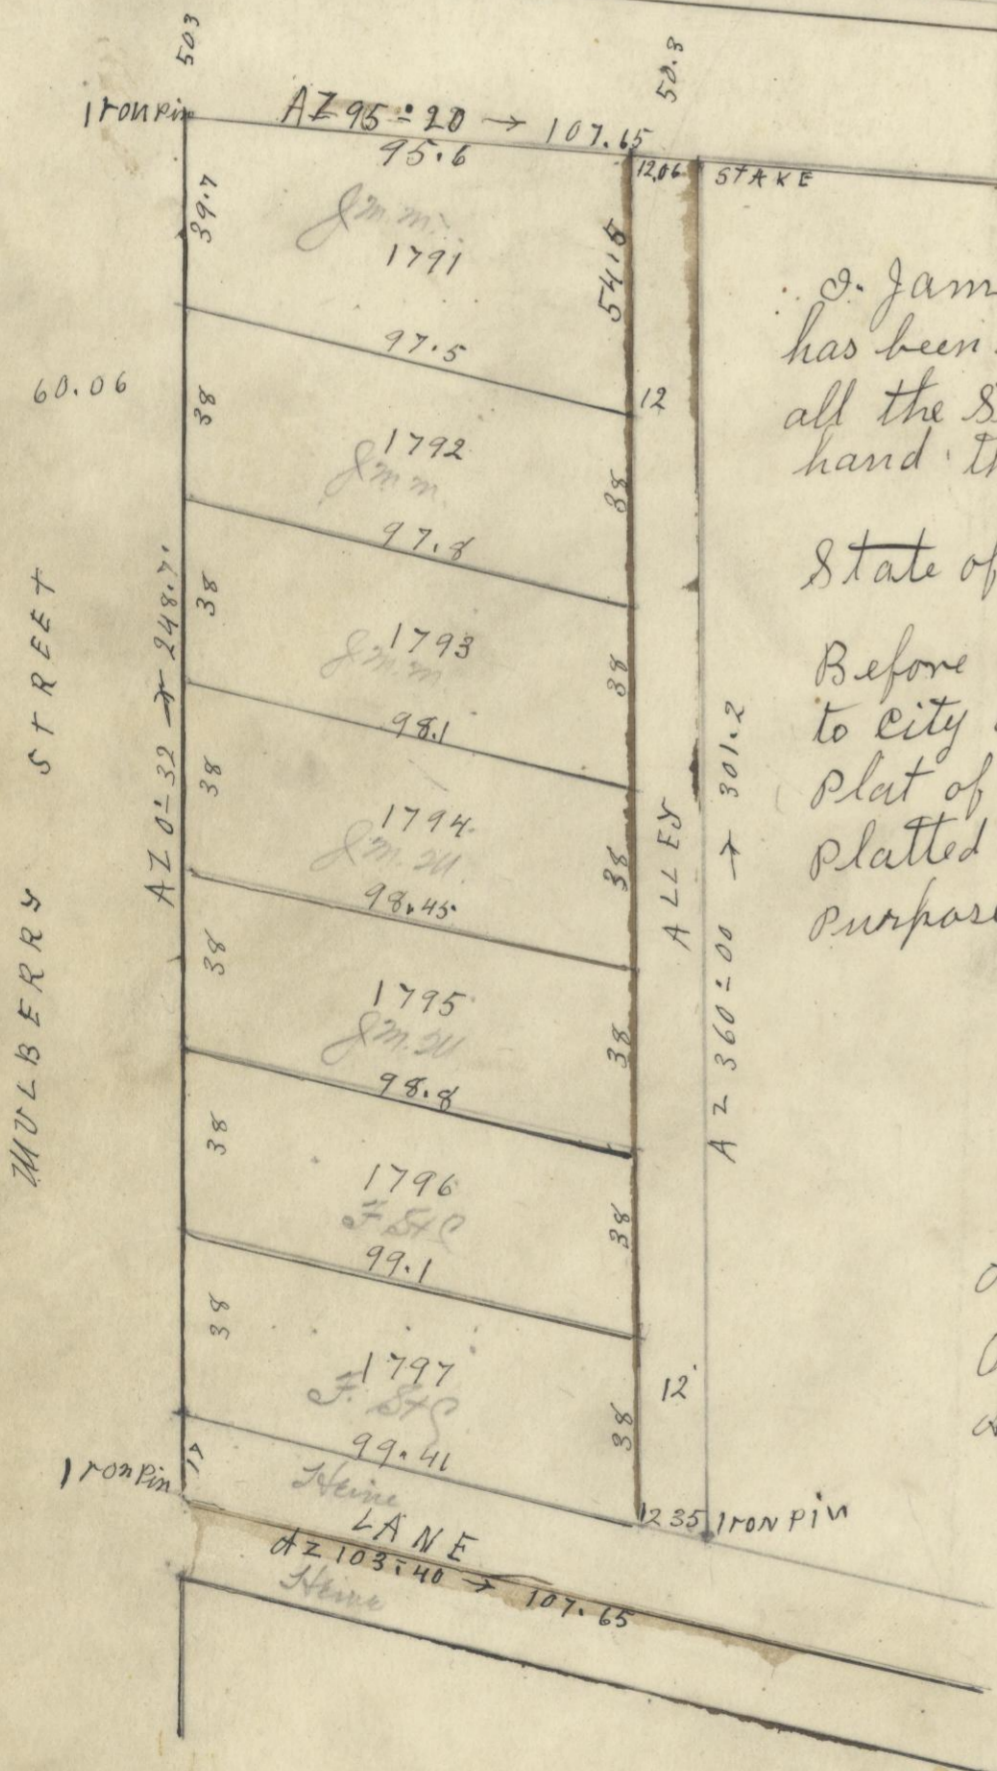 503
50.3
Iron Pin
AZ 95=20 → 107.65
95.6
12.06
STAKE
39.7
J.m.m.
1791
54.15
97.5
60.06
38
12
1792
J.m.m.
38
97.8
38
1793
J.m.m
38
98.1
38
1794
38
98.45
38
1795
38
98.8
38
1796
F St C
38
99.1
38
1797
F. St C
12
38
99.41
17
Iron Pin
Heine
12 35
IRON PIN
LANE
AZ 103=40 → 107.65
Heine
MULBERRY STREET
AZ 0=32 → 248.7
ALLEY
AZ 360=00 → 301.2
I. Jam
has been
all the S
hand th
State of
Before
to city
Plat of
Platted
Purpose